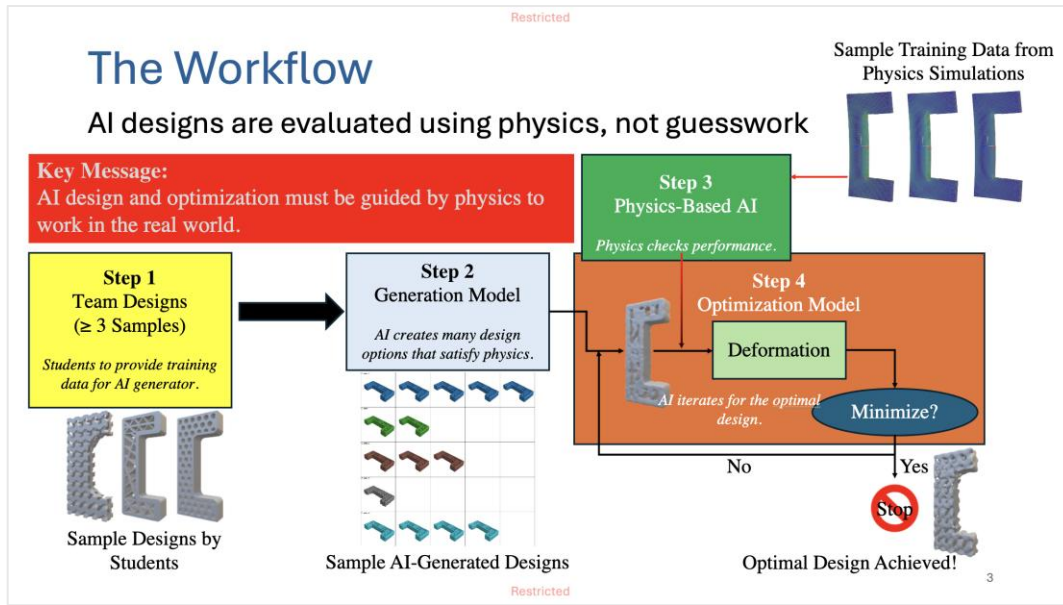 Restricted
The Workflow
AI designs are evaluated using physics, not guesswork
Sample Training Data from
Physics Simulations
Key Message:
AI design and optimization must be guided by physics to
work in the real world.
Step 3
Physics-Based AI
Physics checks performance.
Step 1
Team Designs
(≥ 3 Samples)
Students to provide training
data for AI generator.
Step 2
Generation Model
AI creates many design
options that satisfy physics.
Step 4
Optimization Model
Deformation
AI iterates for the optimal
design.
Minimize?
No
Yes
Stop
Sample Designs by
Students
Sample AI-Generated Designs
Optimal Design Achieved!
3
Restricted